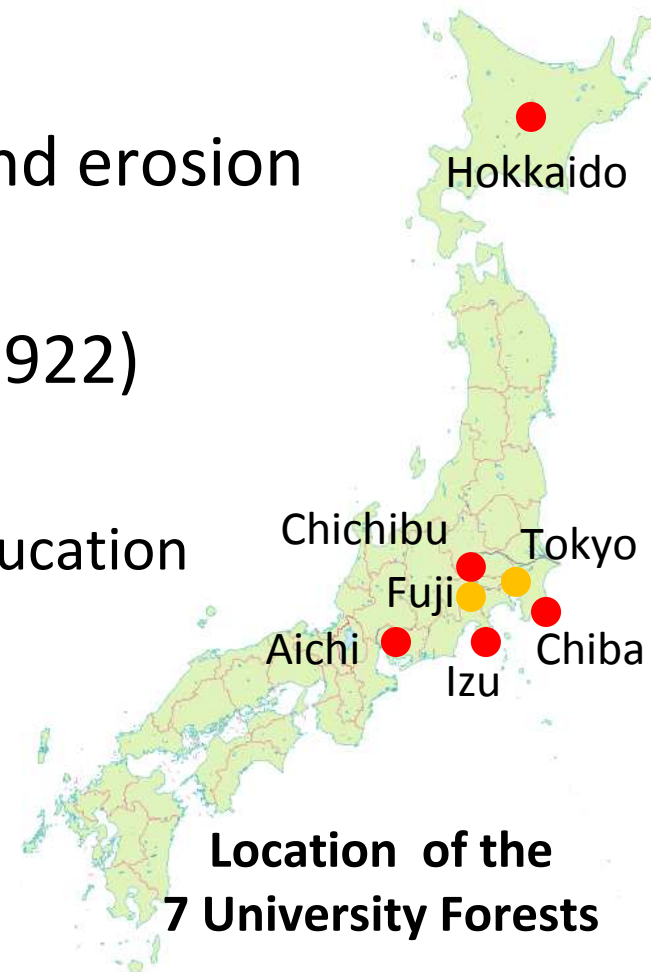 nd erosion
Hokkaido
922)
Chichibu
Tokyo
ucation
Fuji
Aichi
Chiba
Izu
Location of the
7 University Forests